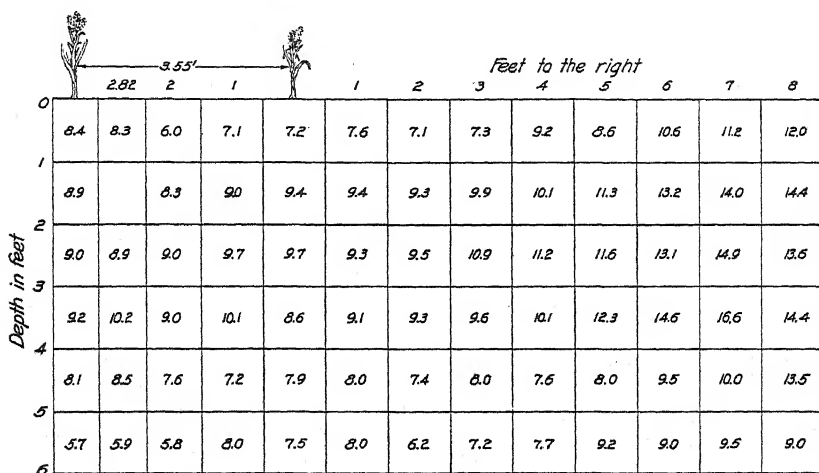 3.55'
Feet to the right
2.82 2 1 1 2 3 4 5 6 7 8
0
8.4 8.3 6.0 7.1 7.2 7.6 7.1 7.3 9.2 8.6 10.6 11.2 12.0
1
8.9 8.3 9.0 9.4 9.4 9.3 9.9 10.1 11.3 13.2 14.0 14.4
2
9.0 8.9 9.0 9.7 9.7 9.3 9.5 10.9 11.2 11.6 13.1 14.9 13.6
3
9.2 10.2 9.0 10.1 8.6 9.1 9.3 9.6 10.1 12.3 14.6 16.6 14.4
4
8.1 8.5 7.6 7.2 7.9 8.0 7.4 8.0 7.6 8.0 9.5 10.0 13.5
5
5.7 5.9 5.8 8.0 7.5 8.0 6.2 7.2 7.7 9.2 9.0 9.5 9.0
6
Depth in feet